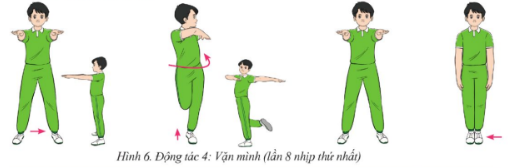 Hình 6. Động tác 4: Vặn mình (lần 8 nhịp thứ nhất)